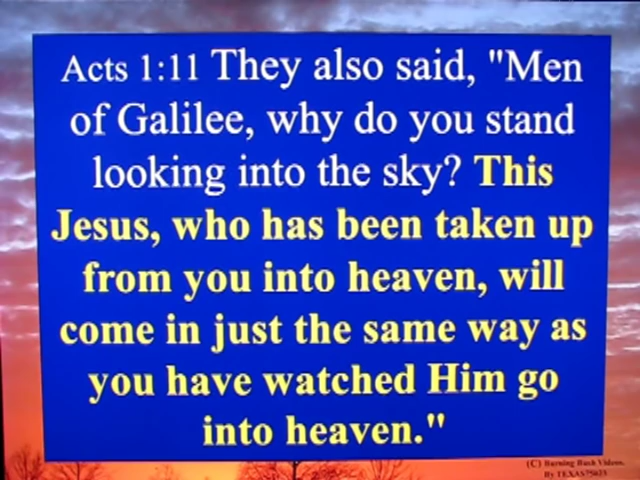 Acts 1:11 They also said, "Men
of Galilee, why do you stand
looking into the sky? This
Jesus, who has been taken up
from you into heaven, will
come in just the same way as
you have watched Him go
into heaven."
(C) Burning Bush Videos.
By TEXAS75025